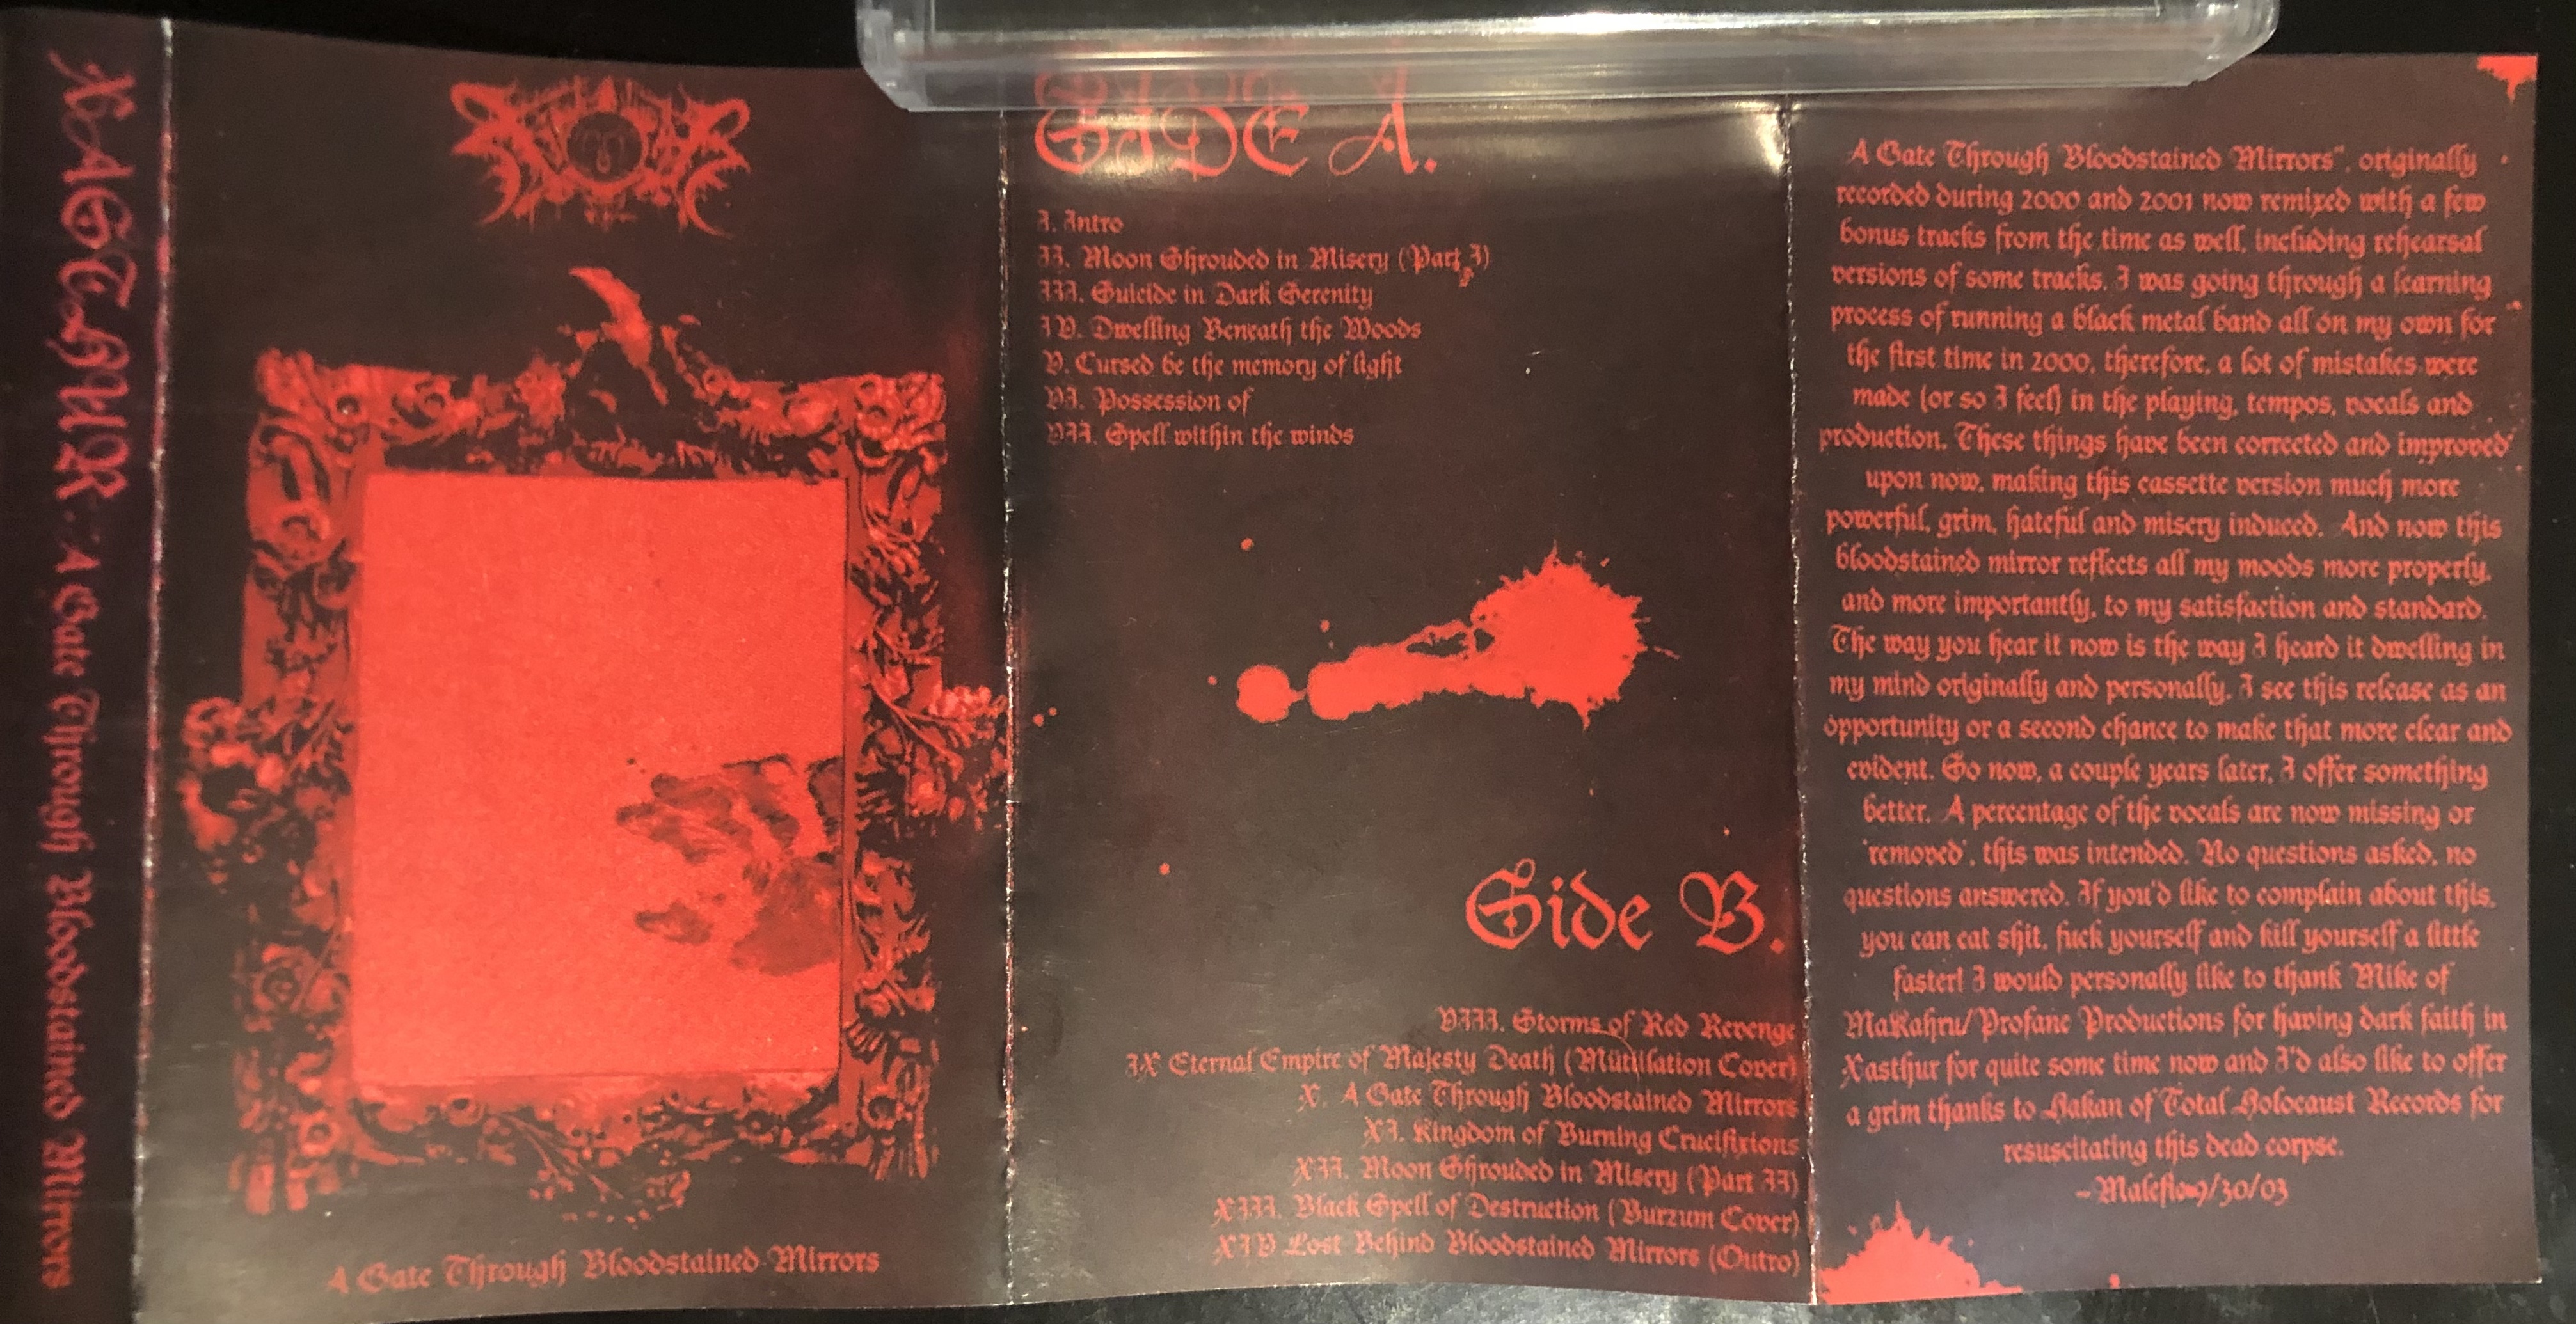 XASTHUR: A Gate Through Bloodstained Mirrors
A Gate Through Bloodstained Mirrors
SIDE A.
I. Intro
II. Moon Shrouded in Misery (Part I)
III. Suicide in Dark Serenity
IV. Dwelling Beneath the Woods
V. Cursed be the memory of light
VI. Possession of
VII. Spell within the winds
Side B.
VIII. Storms of Red Revenge
IX Eternal Empire of Majesty Death (Mütiilation Cover)
X. A Gate Through Bloodstained Mirrors
XI. Kingdom of Burning Crucifixions
XII. Moon Shrouded in Misery (Part II)
XIII. Black Spell of Destruction (Burzum Cover)
XIV Lost Behind Bloodstained Mirrors (Outro)
A Gate Through Bloodstained Mirrors", originally
recorded during 2000 and 2001 now remixed with a few
bonus tracks from the time as well, including rehearsal
versions of some tracks. I was going through a learning
process of running a black metal band all on my own for
the first time in 2000, therefore, a lot of mistakes were
made (or so I feel) in the playing, tempos, vocals and
production. These things have been corrected and improved
upon now, making this cassette version much more
powerful, grim, hateful and misery induced. And now this
bloodstained mirror reflects all my moods more properly,
and more importantly, to my satisfaction and standard.
The way you hear it now is the way I heard it dwelling in
my mind originally and personally, I see this release as an
opportunity or a second chance to make that more clear and
evident. So now, a couple years later, I offer something
better. A percentage of the vocals are now missing or
'removed', this was intended. No questions asked, no
questions answered. If you'd like to complain about this,
you can eat shit, fuck yourself and kill yourself a little
faster! I would personally like to thank Mike of
MaKahru/Profane Productions for having dark faith in
Xasthur for quite some time now and I'd also like to offer
a grim thanks to Hakan of Total Holocaust Records for
resuscitating this dead corpse.
/30/03